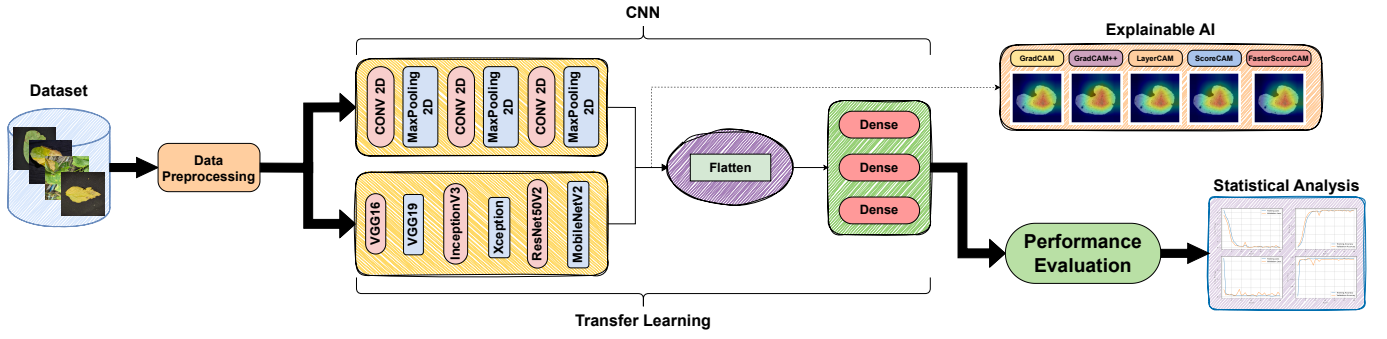 CNN
Explainable AI
GradCAM
GradCAM++
LayerCAM
ScoreCAM
FasterScoreCAM
Dataset
Data
Preprocessing
CONV 2D
MaxPooling
2D
CONV 2D
MaxPooling
2D
CONV 2D
MaxPooling
2D
VGG16
VGG19
InceptionV3
Xception
ResNet50V2
MobileNetV2
Flatten
Dense
Dense
Dense
Performance
Evaluation
Statistical Analysis
Transfer Learning